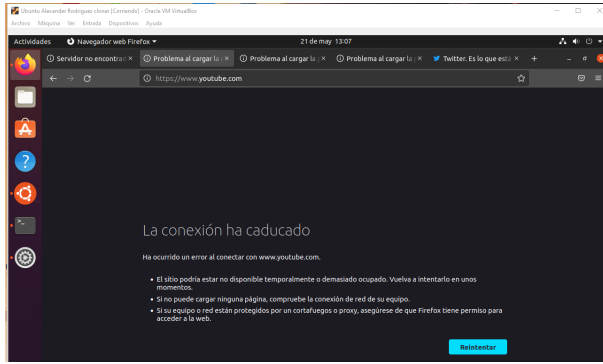 Ubuntu Alexander Rodriguez clonar [Corriendo] - Oracle VM VirtualBox
Archivo Máquina Ver Entrada Dispositivos Ayuda
Actividades Navegador web Firefox 21 de may 13:07
Servidor no encontrad Problema al cargar la p Problema al cargar la p Problema al cargar la p Twitter. Es lo que está
https://www.youtube.com
La conexión ha caducado
Ha ocurrido un error al conectar con www.youtube.com.
• El sitio podría estar no disponible temporalmente o demasiado ocupado. Vuelva a intentarlo en unos
momentos.
• Si no puede cargar ninguna página, compruebe la conexión de red de su equipo.
• Si su equipo o red están protegidos por un cortafuegos o proxy, asegúrese de que Firefox tiene permiso para
acceder a la web.
Reintentar